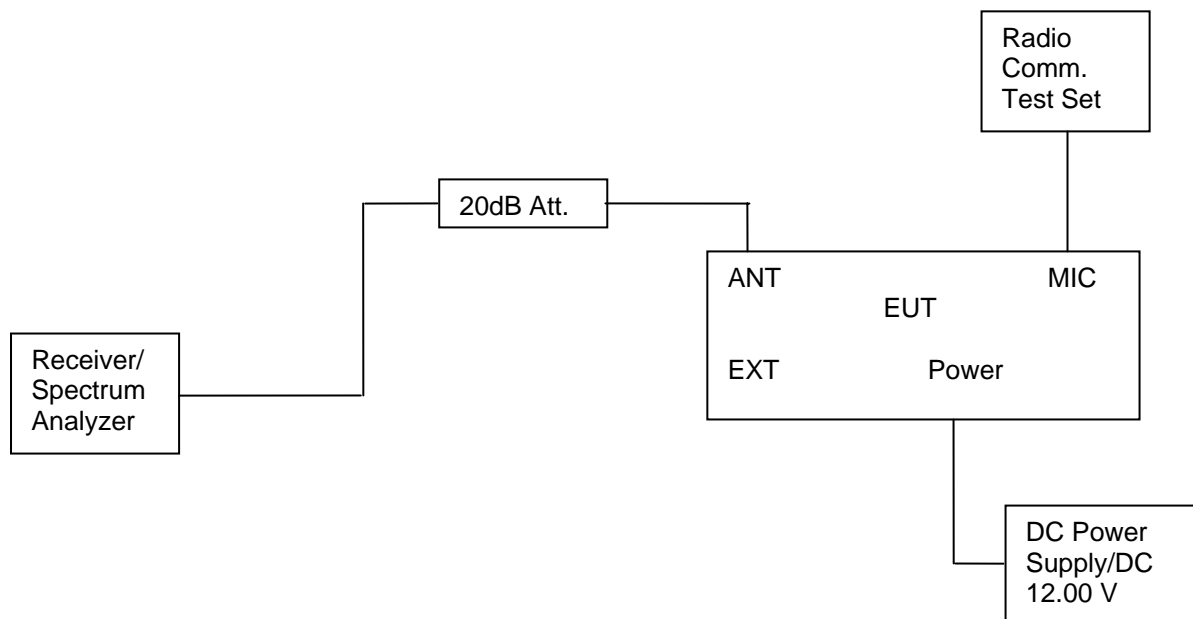 Radio
Comm.
Test Set
20dB Att.
ANT
MIC
EUT
Receiver/
Spectrum
Analyzer
EXT
Power
DC Power
Supply/DC
12.00 V